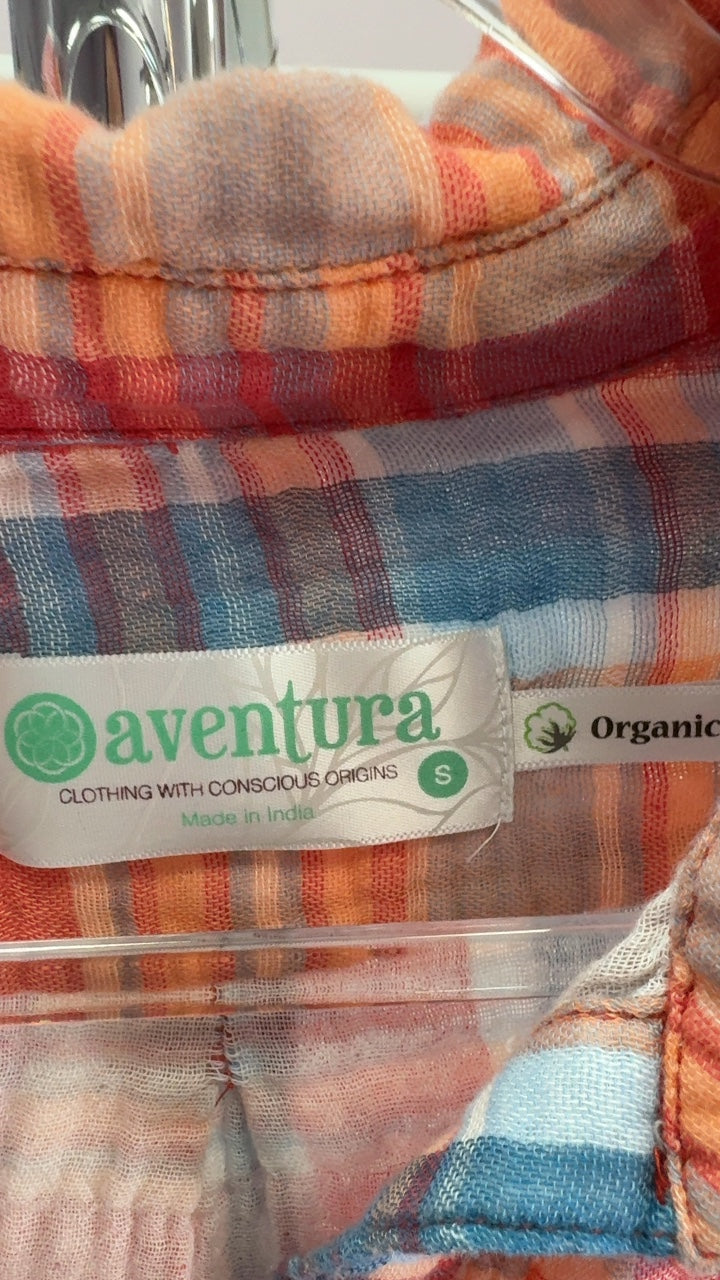 aventura
CLOTHING WITH CONSCIOUS ORIGINS
S
Made in India
Organic